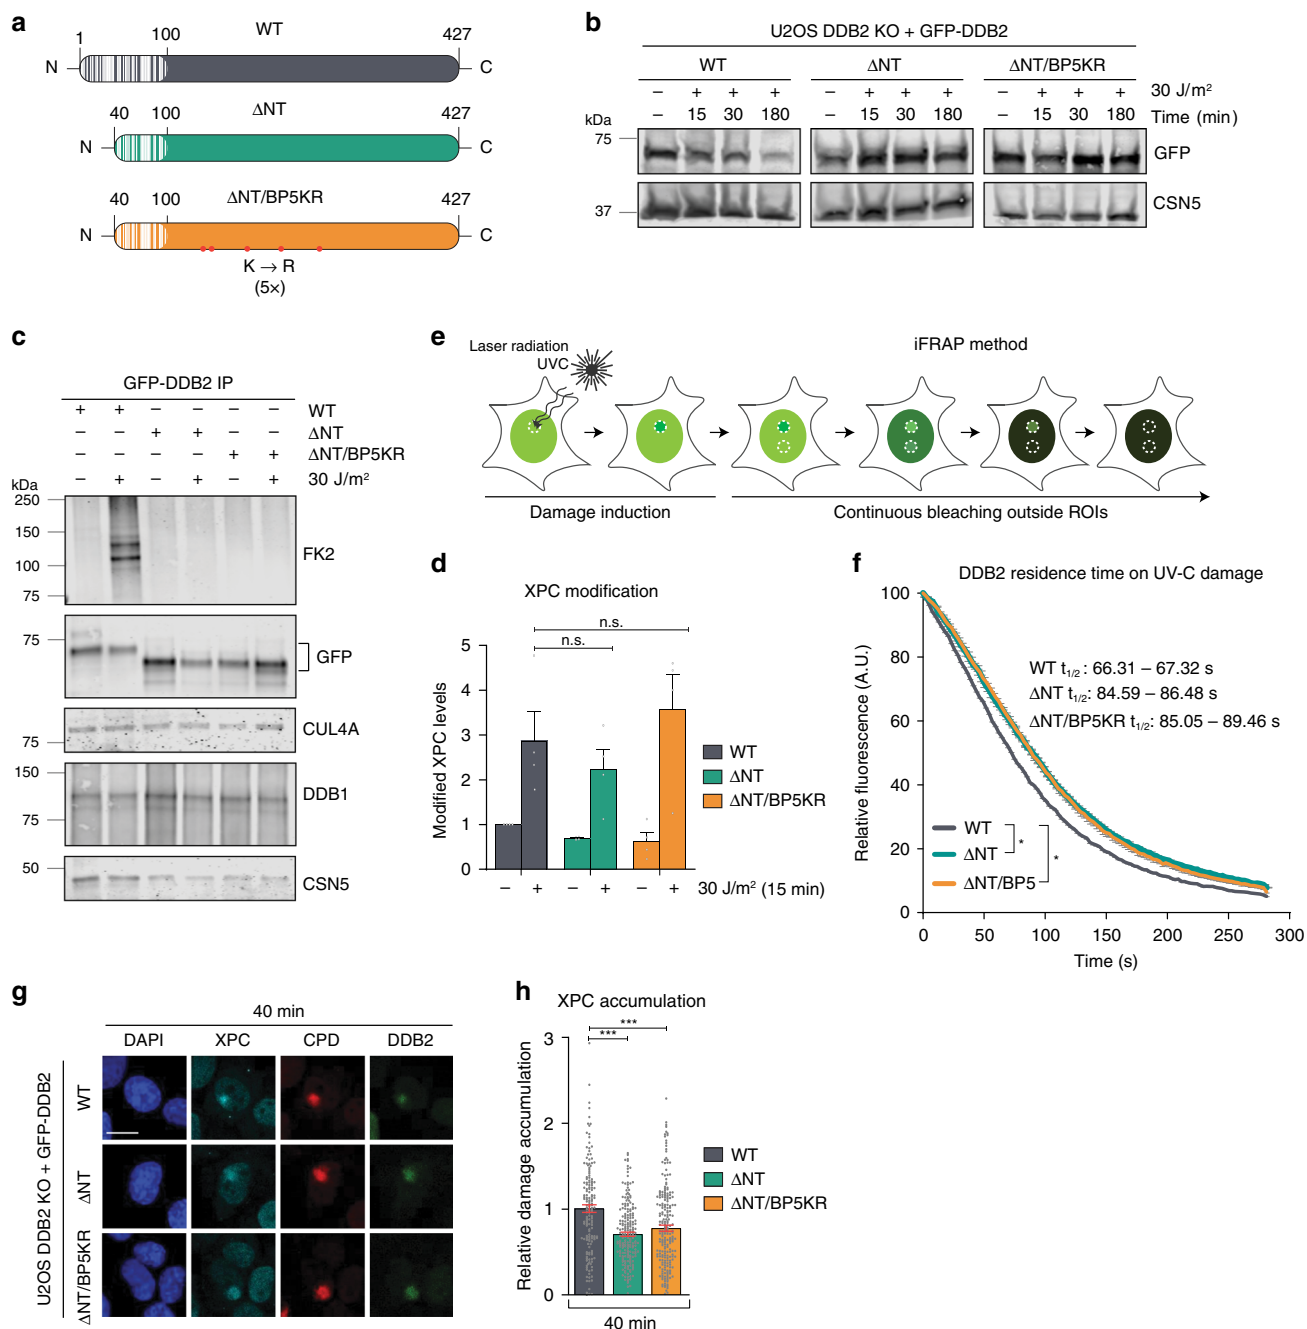 a
WT
1 100 427
N C
ΔNT
40 100 427
N C
ΔNT/BP5KR
40 100 427
N C
K → R
(5×)
b
U2OS DDB2 KO + GFP-DDB2
WT ΔNT ΔNT/BP5KR
– + + + – + + + – + + + 30 J/m²
15 30 180 15 30 180 15 30 180 Time (min)
kDa
75
GFP
37
CSN5
c
GFP-DDB2 IP
+ + – – – – WT
– – + + – – ΔNT
– – – – + + ΔNT/BP5KR
– + – + – + 30 J/m²
kDa
250
150
100
75
FK2
75
GFP
CUL4A
75
150
DDB1
75
50
CSN5
d
XPC modification
n.s.
n.s.
Modified XPC levels
5
4
3
2
1
0
– + – + – + 30 J/m² (15 min)
WT
ΔNT
ΔNT/BP5KR
e
Laser radiation
UVC
iFRAP method
Damage induction
Continuous bleaching outside ROIs
f
DDB2 residence time on UV-C damage
Relative fluorescence (A.U.)
100
80
60
40
20
0
WT t1/2 : 66.31 – 67.32 s
ΔNT t1/2: 84.59 – 86.48 s
ΔNT/BP5KR t1/2: 85.05 – 89.46 s
WT
ΔNT
ΔNT/BP5
*
*
0 50 100 150 200 250 300
Time (s)
g
40 min
DAPI XPC CPD DDB2
U2OS DDB2 KO + GFP-DDB2
WT
ΔNT
ΔNT/BP5KR
h
XPC accumulation
***
***
Relative damage accumulation
3
2
1
0
40 min
WT
ΔNT
ΔNT/BP5KR